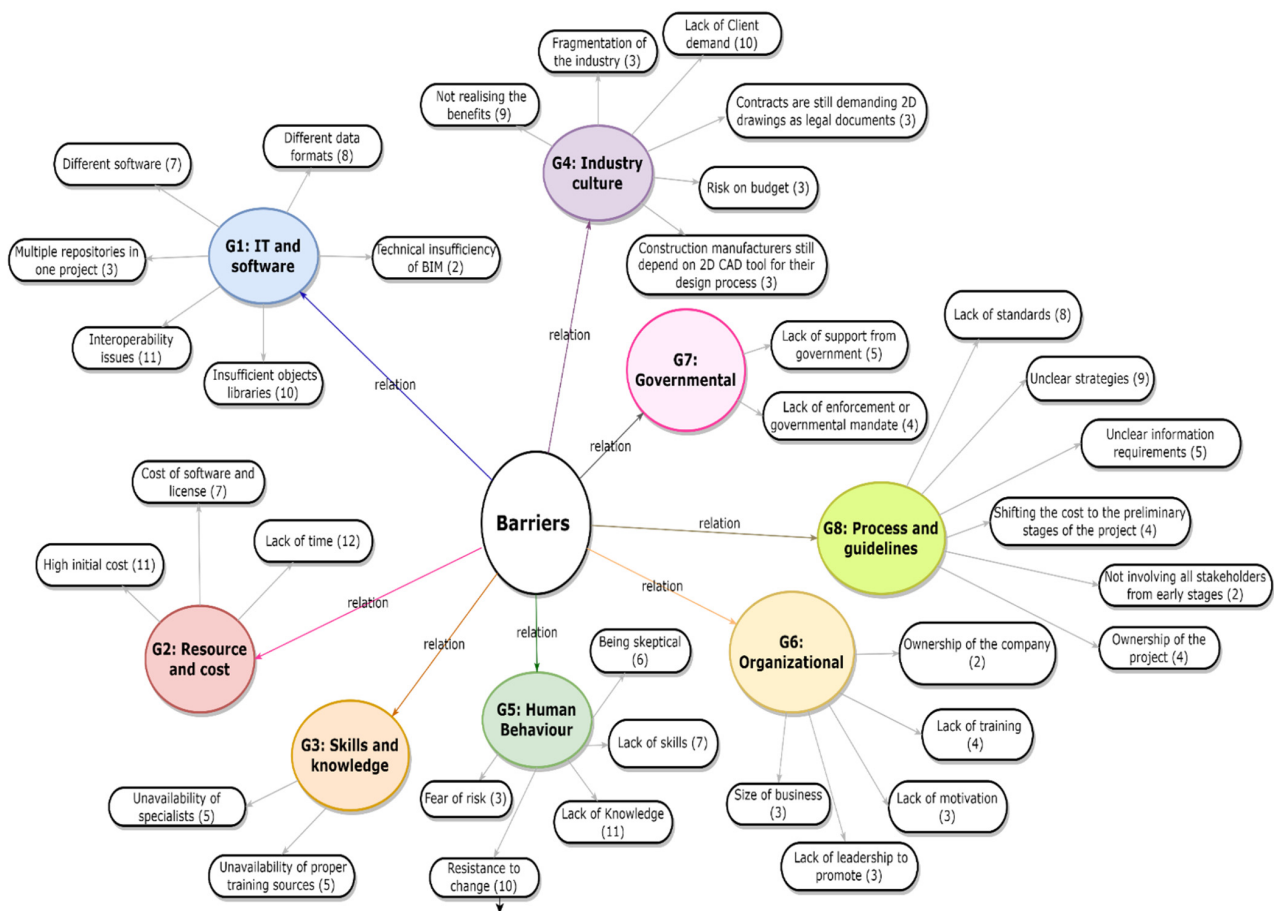 Lack of Client
demand (10)
Fragmentation of
the industry (3)
Not realising the
benefits (9)
Contracts are still demanding 2D
drawings as legal documents (3)
G4: Industry
culture
Risk on budget (3)
Construction manufacturers still
depend on 2D CAD tool for their
design process (3)
relation
Different data
formats (8)
Different software (7)
G1: IT and
software
Multiple repositories in
one project (3)
Technical insufficiency
of BIM (2)
Interoperability
issues (11)
Insufficient objects
libraries (10)
relation
G7:
Governmental
Lack of support from
government (5)
Lack of enforcement or
governmental mandate (4)
relation
Lack of standards (8)
Unclear strategies (9)
Unclear information
requirements (5)
Shifting the cost to the preliminary
stages of the project (4)
G8: Process and
guidelines
Not involving all stakeholders
from early stages (2)
Ownership of the
project (4)
relation
Barriers
Cost of software and
license (7)
Lack of time (12)
High initial cost (11)
G2: Resource
and cost
relation
relation
G3: Skills and
knowledge
Unavailability of
specialists (5)
Unavailability of proper
training sources (5)
relation
Being skeptical
(6)
G5: Human
Behaviour
Lack of skills (7)
Fear of risk (3)
Lack of Knowledge
(11)
Resistance to
change (10)
relation
G6:
Organizational
Ownership of the company
(2)
Lack of training
(4)
Size of business
(3)
Lack of motivation
(3)
Lack of leadership to
promote (3)